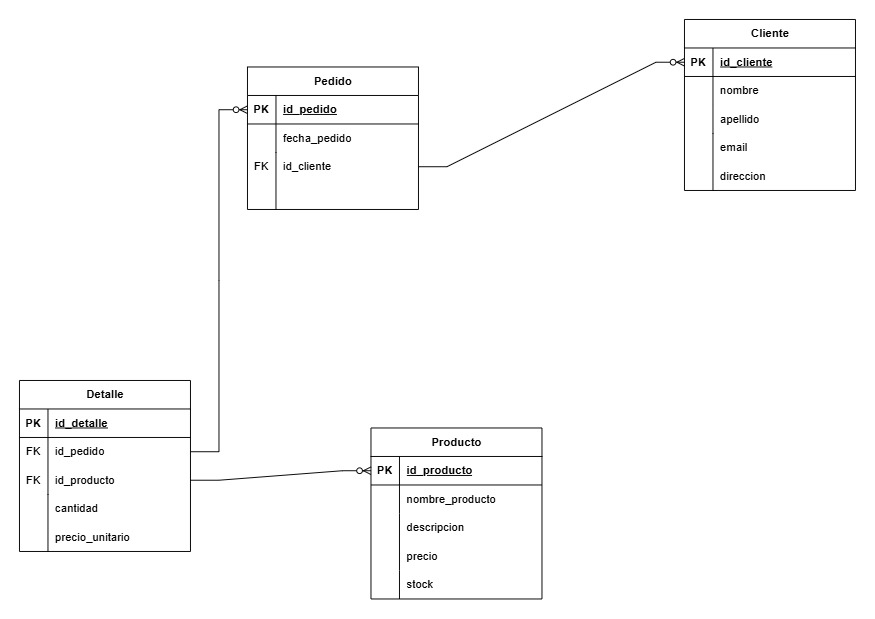 Cliente
PK id_cliente
nombre
apellido
email
direccion
Pedido
PK id_pedido
fecha_pedido
FK id_cliente
Detalle
PK id_detalle
FK id_pedido
FK id_producto
cantidad
precio_unitario
Producto
PK id_producto
nombre_producto
descripcion
precio
stock